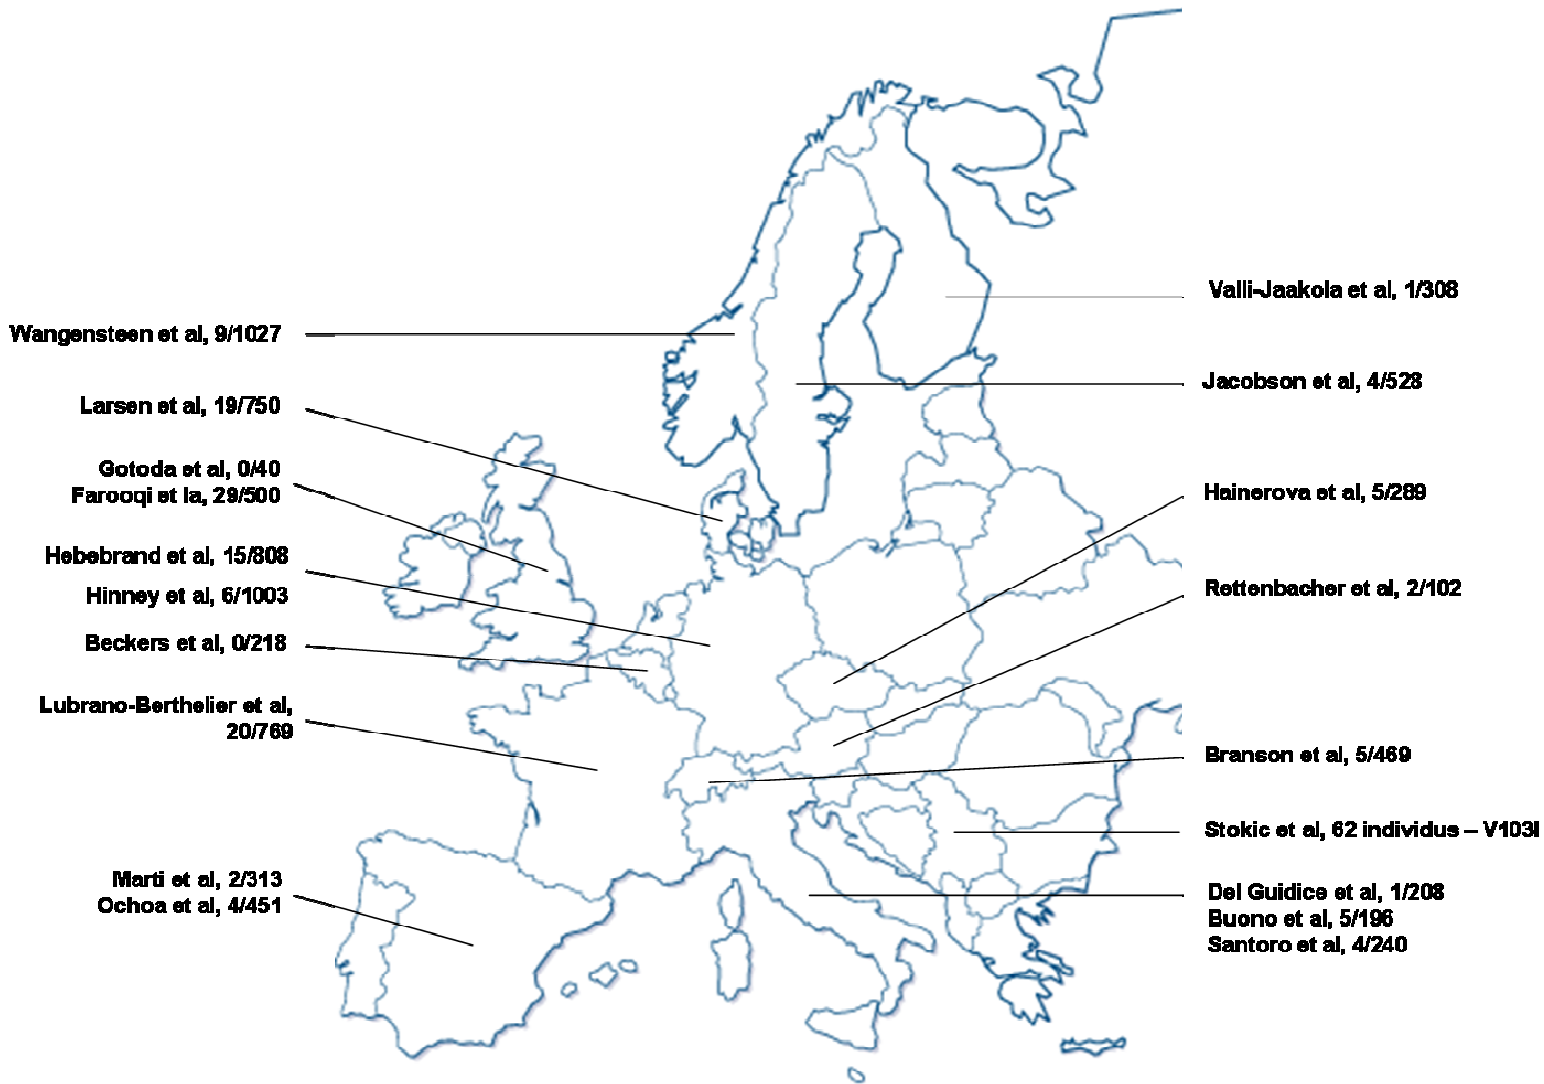 Wangensteen et al, 9/1027
Larsen et al, 19/750
Gotoda et al, 0/40
Farooqi et la, 29/500
Hebebrand et al, 15/808
Hinney et al, 6/1003
Beckers et al, 0/218
Lubrano-Berthelier et al,
20/769
Marti et al, 2/313
Ochoa et al, 4/451
Valli-Jaakola et al, 1/308
Jacobson et al, 4/528
Hainerova et al, 5/289
Rettenbacher et al, 2/102
Branson et al, 5/469
Stokic et al, 62 individus – V103I
Del Guidice et al, 1/208
Buono et al, 5/196
Santoro et al, 4/240